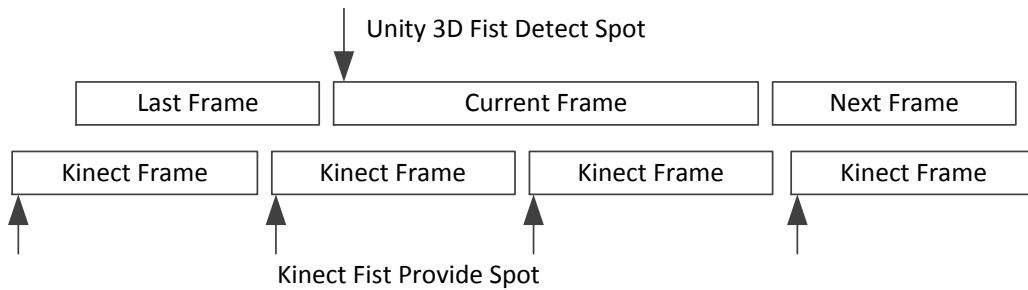 Unity 3D Fist Detect Spot
Last Frame Current Frame Next Frame
Kinect Frame Kinect Frame Kinect Frame Kinect Frame
Kinect Fist Provide Spot